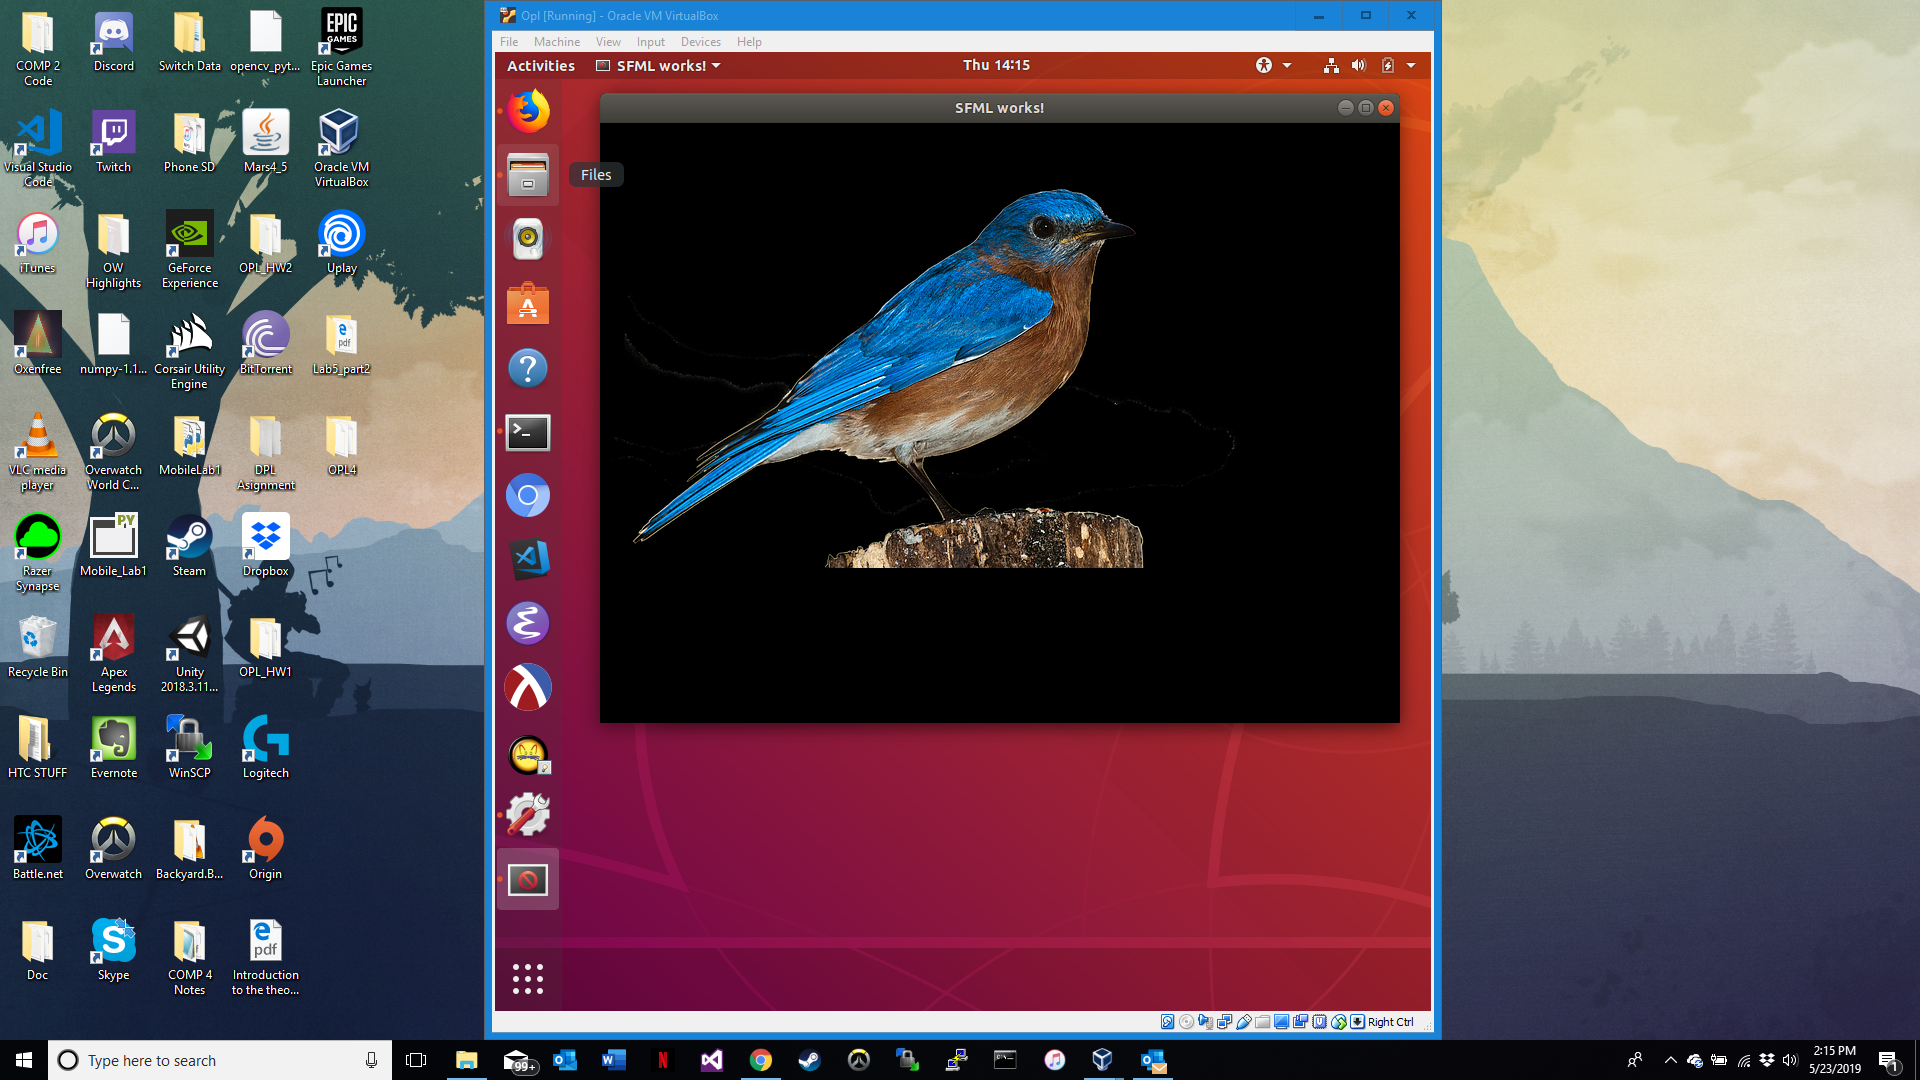 COMP 2
Code
Discord
Switch Data
opencv_pyt...
EPIC
GAMES
Epic Games
Launcher
Visual Studio
Code
Twitch
Phone SD
Mars4_5
Oracle VM
VirtualBox
iTunes
OW
Highlights
GeForce
Experience
OPL_HW2
Uplay
Oxenfree
numpy-1.1...
Corsair Utility
Engine
BitTorrent
pdf
Lab5_part2
VLC media
player
Overwatch
World C...
MobileLab1
DPL
Asignment
OPL4
Razer
Synapse
PY
Mobile_Lab1
Steam
Dropbox
Recycle Bin
Apex
Legends
Unity
2018.3.11...
OPL_HW1
HTC STUFF
Evernote
WinSCP
Logitech
Battle.net
Overwatch
Backyard.B...
Origin
Doc
Skype
COMP 4
Notes
pdf
Introduction
to the theo...
Opl [Running] - Oracle VM VirtualBox
File Machine View Input Devices Help
Activities SFML works! Thu 14:15
SFML works!
Files
Right Ctrl
Type here to search
99+
2:15 PM
5/23/2019
1